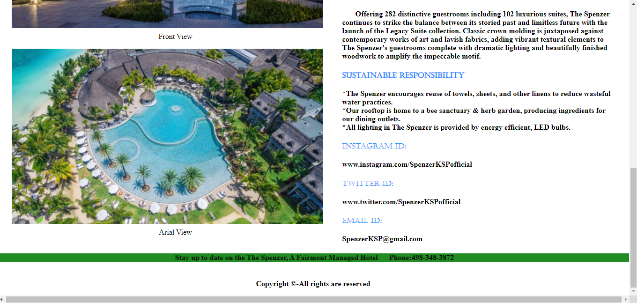 Front View
Arial View
Offering 282 distinctive guestrooms including 102 luxurious suites, The Spenzer
continues to strike the balance between its storied past and limitless future with the
launch of the Legacy Suite collection. Classic crown molding is juxtaposed against
contemporary works of art and lavish fabrics, adding vibrant textural elements to
The Spenzer's guestrooms complete with dramatic lighting and beautifully finished
woodwork to amplify the impeccable motif.
SUSTAINABLE RESPONSIBILITY
*The Spenzer encourages reuse of towels, sheets, and other linens to reduce wasteful
water practices.
*Our rooftop is home to a bee sanctuary & herb garden, producing ingredients for
our dining outlets.
*All lighting in The Spenzer is provided by energy efficient, LED bulbs.
INSTAGRAM ID:
www.instagram.com/SpenzerKSPofficial
TWITTER ID:
www.twitter.com/SpenzerKSPofficial
EMAIL ID:
SpenzerKSP@gmail.com
Stay up to date on the The Spenzer, A Fairmont Managed Hotel Phone:498-348-3872
Copyright ©-All rights are reserved